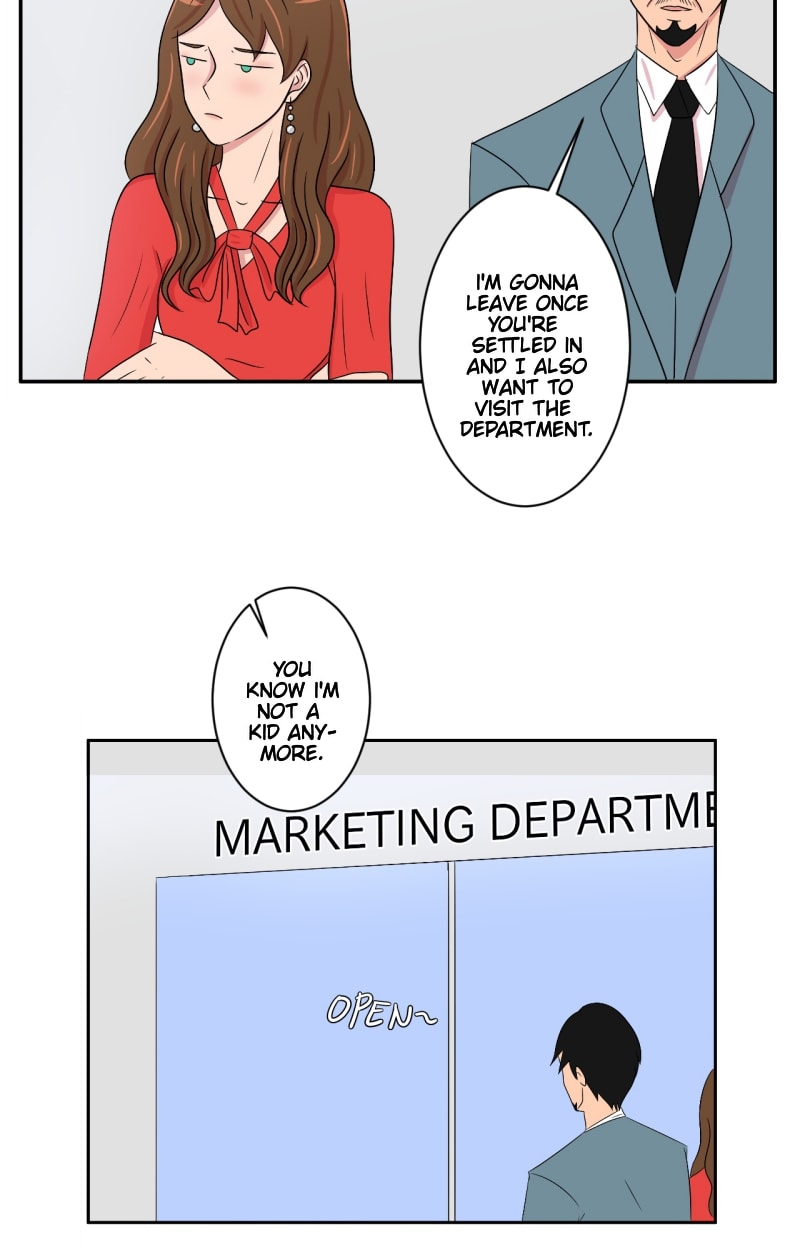 I'M GONNA
LEAVE ONCE
YOU'RE
SETTLED IN
AND I ALSO
WANT TO
VISIT THE
DEPARTMENT.
YOU
KNOW I'M
NOT A
KID ANY-
MORE.
MARKETING DEPARTME
OPEN~